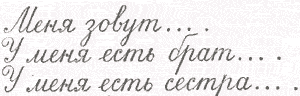 Меня зовут... .
У меня есть брат... .
У меня есть сестра... .